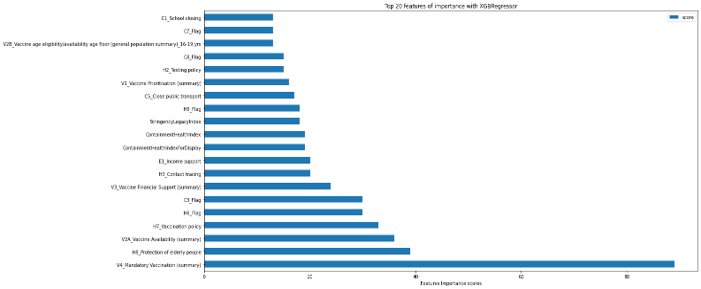 Top 20 features of importance with XGBRegressor
score
C1_School closing
C7_Flag
V2B_Vaccine age eligibility/availability age floor (general population summary)_16-19 yrs
C4_Flag
H2_Testing policy
V1_Vaccine Prioritisation (summary)
C5_Close public transport
H8_Flag
StringencyLegacyIndex
ContainmentHealthIndex
ContainmentHealthIndexForDisplay
E1_Income support
H3_Contact tracing
V3_Vaccine Financial Support (summary)
C3_Flag
H6_Flag
H7_Vaccination policy
V2A_Vaccine Availability (summary)
H8_Protection of elderly people
V4_Mandatory Vaccination (summary)
0 20 40 60 80
Features Importance scores